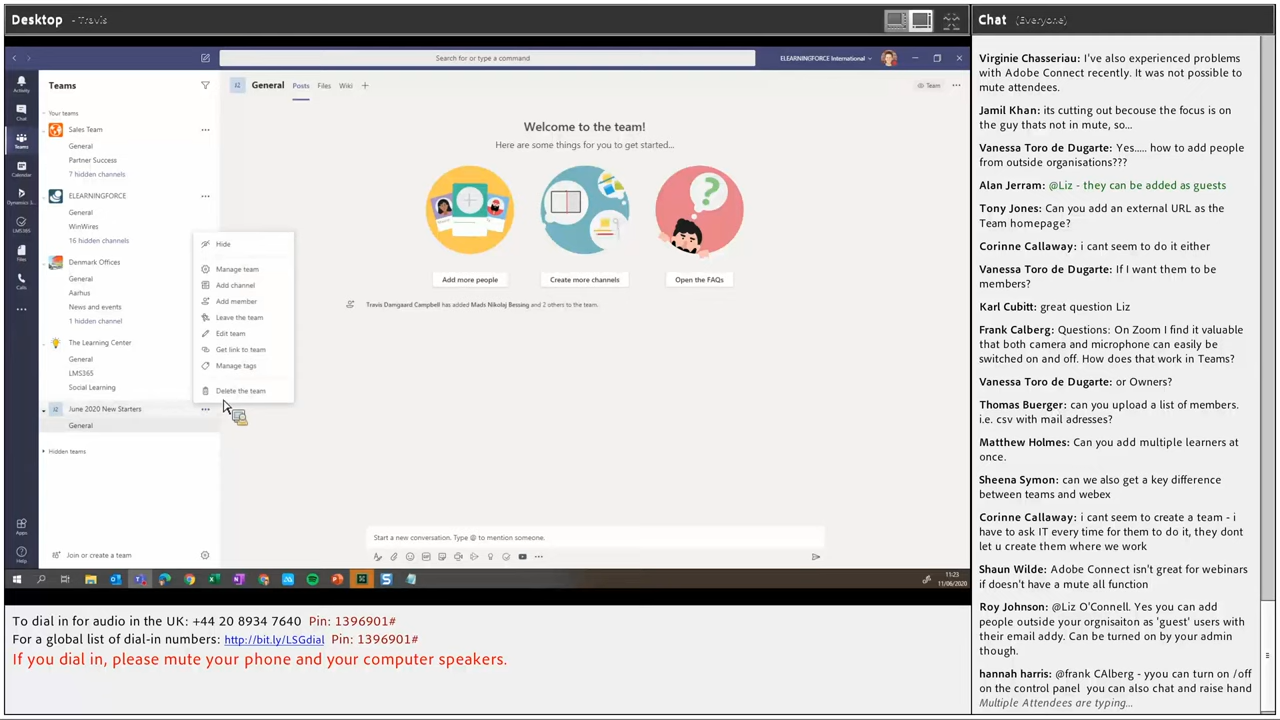 Desktop - Travis
Search for or type a command
ELEARNINGFORCE International
Activity
Chat
Teams
Calendar
Dynamics 3...
LMS365
Files
Calls
Apps
Help
Teams
Your teams
Sales Team
General
Partner Success
7 hidden channels
ELEARNINGFORCE
General
WinWires
16 hidden channels
Denmark Offices
General
Aarhus
News and events
1 hidden channel
The Learning Center
General
LMS365
Social Learning
June 2020 New Starters
General
Hidden teams
Join or create a team
Hide
Manage team
Add channel
Add member
Leave the team
Edit team
Get link to team
Manage tags
Delete the team
General Posts Files Wiki +
Team
Welcome to the team!
Here are some things for you to get started...
Add more people
Create more channels
Open the FAQs
Travis Damgaard Campbell has added Mads Nikolaj Bessing and 2 others to the team.
Start a new conversation. Type @ to mention someone.
11:23
11/06/2020
To dial in for audio in the UK: +44 20 8934 7640 Pin: 1396901#
For a global list of dial-in numbers: http://bit.ly/LSGdial Pin: 1396901#
If you dial in, please mute your phone and your computer speakers.
Chat (Everyone)
Virginie Chasseriau: I've also experienced problems
with Adobe Connect recently. It was not possible to
mute attendees.
Jamil Khan: its cutting out becouse the focus is on
the guy thats not in mute, so...
Vanessa Toro de Dugarte: Yes..... how to add people
from outside organisations???
Alan Jerram: @Liz - they can be added as guests
Tony Jones: Can you add an external URL as the
Team homepage?
Corinne Callaway: i cant seem to do it either
Vanessa Toro de Dugarte: If I want them to be
members?
Karl Cubitt: great question Liz
Frank Calberg: Questions: On Zoom I find it valuable
that both camera and microphone can easily be
switched on and off. How does that work in Teams?
Vanessa Toro de Dugarte: or Owners?
Thomas Buerger: can you upload a list of members.
i.e. csv with mail adresses?
Matthew Holmes: Can you add multiple learners at
once.
Sheena Symon: can we also get a key difference
between teams and webex
Corinne Callaway: i cant seem to create a team - i
have to ask IT every time for them to do it, they dont
let u create them where we work
Shaun Wilde: Adobe Connect isn't great for webinars
if doesn't have a mute all function
Roy Johnson: @Liz O'Connell. Yes you can add
people outside your orgnisaiton as 'guest' users with
their email addy. Can be turned on by your admin
though.
hannah harris: @frank CAlberg - yyou can turn on /off
on the control panel you can also chat and raise hand
Multiple Attendees are typing...